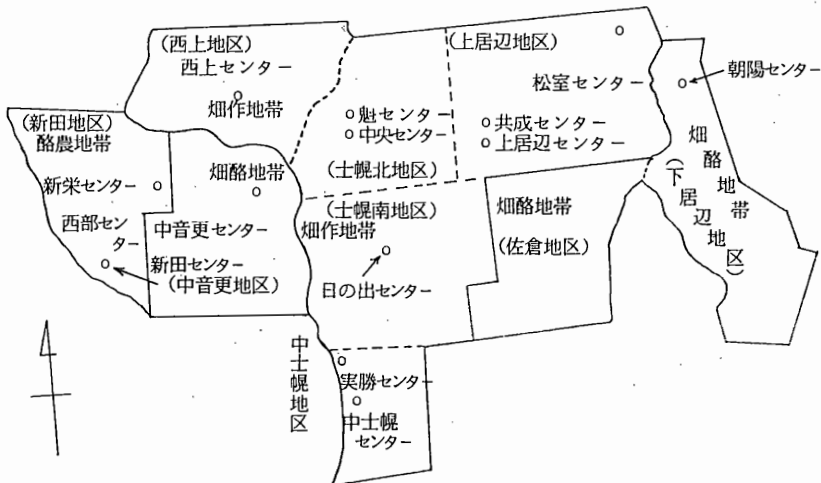 (西上地区)
西上センター
畑作地帯
(上居辺地区)
松室センター
朝陽センター
魁センター
中央センター
共成センター
上居辺センター
(士幌北地区)
(新田地区)
酪農地帯
新栄センター
西部セン
ター
畑酪地帯
中音更センター
新田センター
(中音更地区)
(士幌南地区)
畑作地帯
日の出センター
畑酪地帯
(佐倉地区)
畑酪地帯
(下居辺地区)
中士幌地区
実勝センター
中士幌
センター